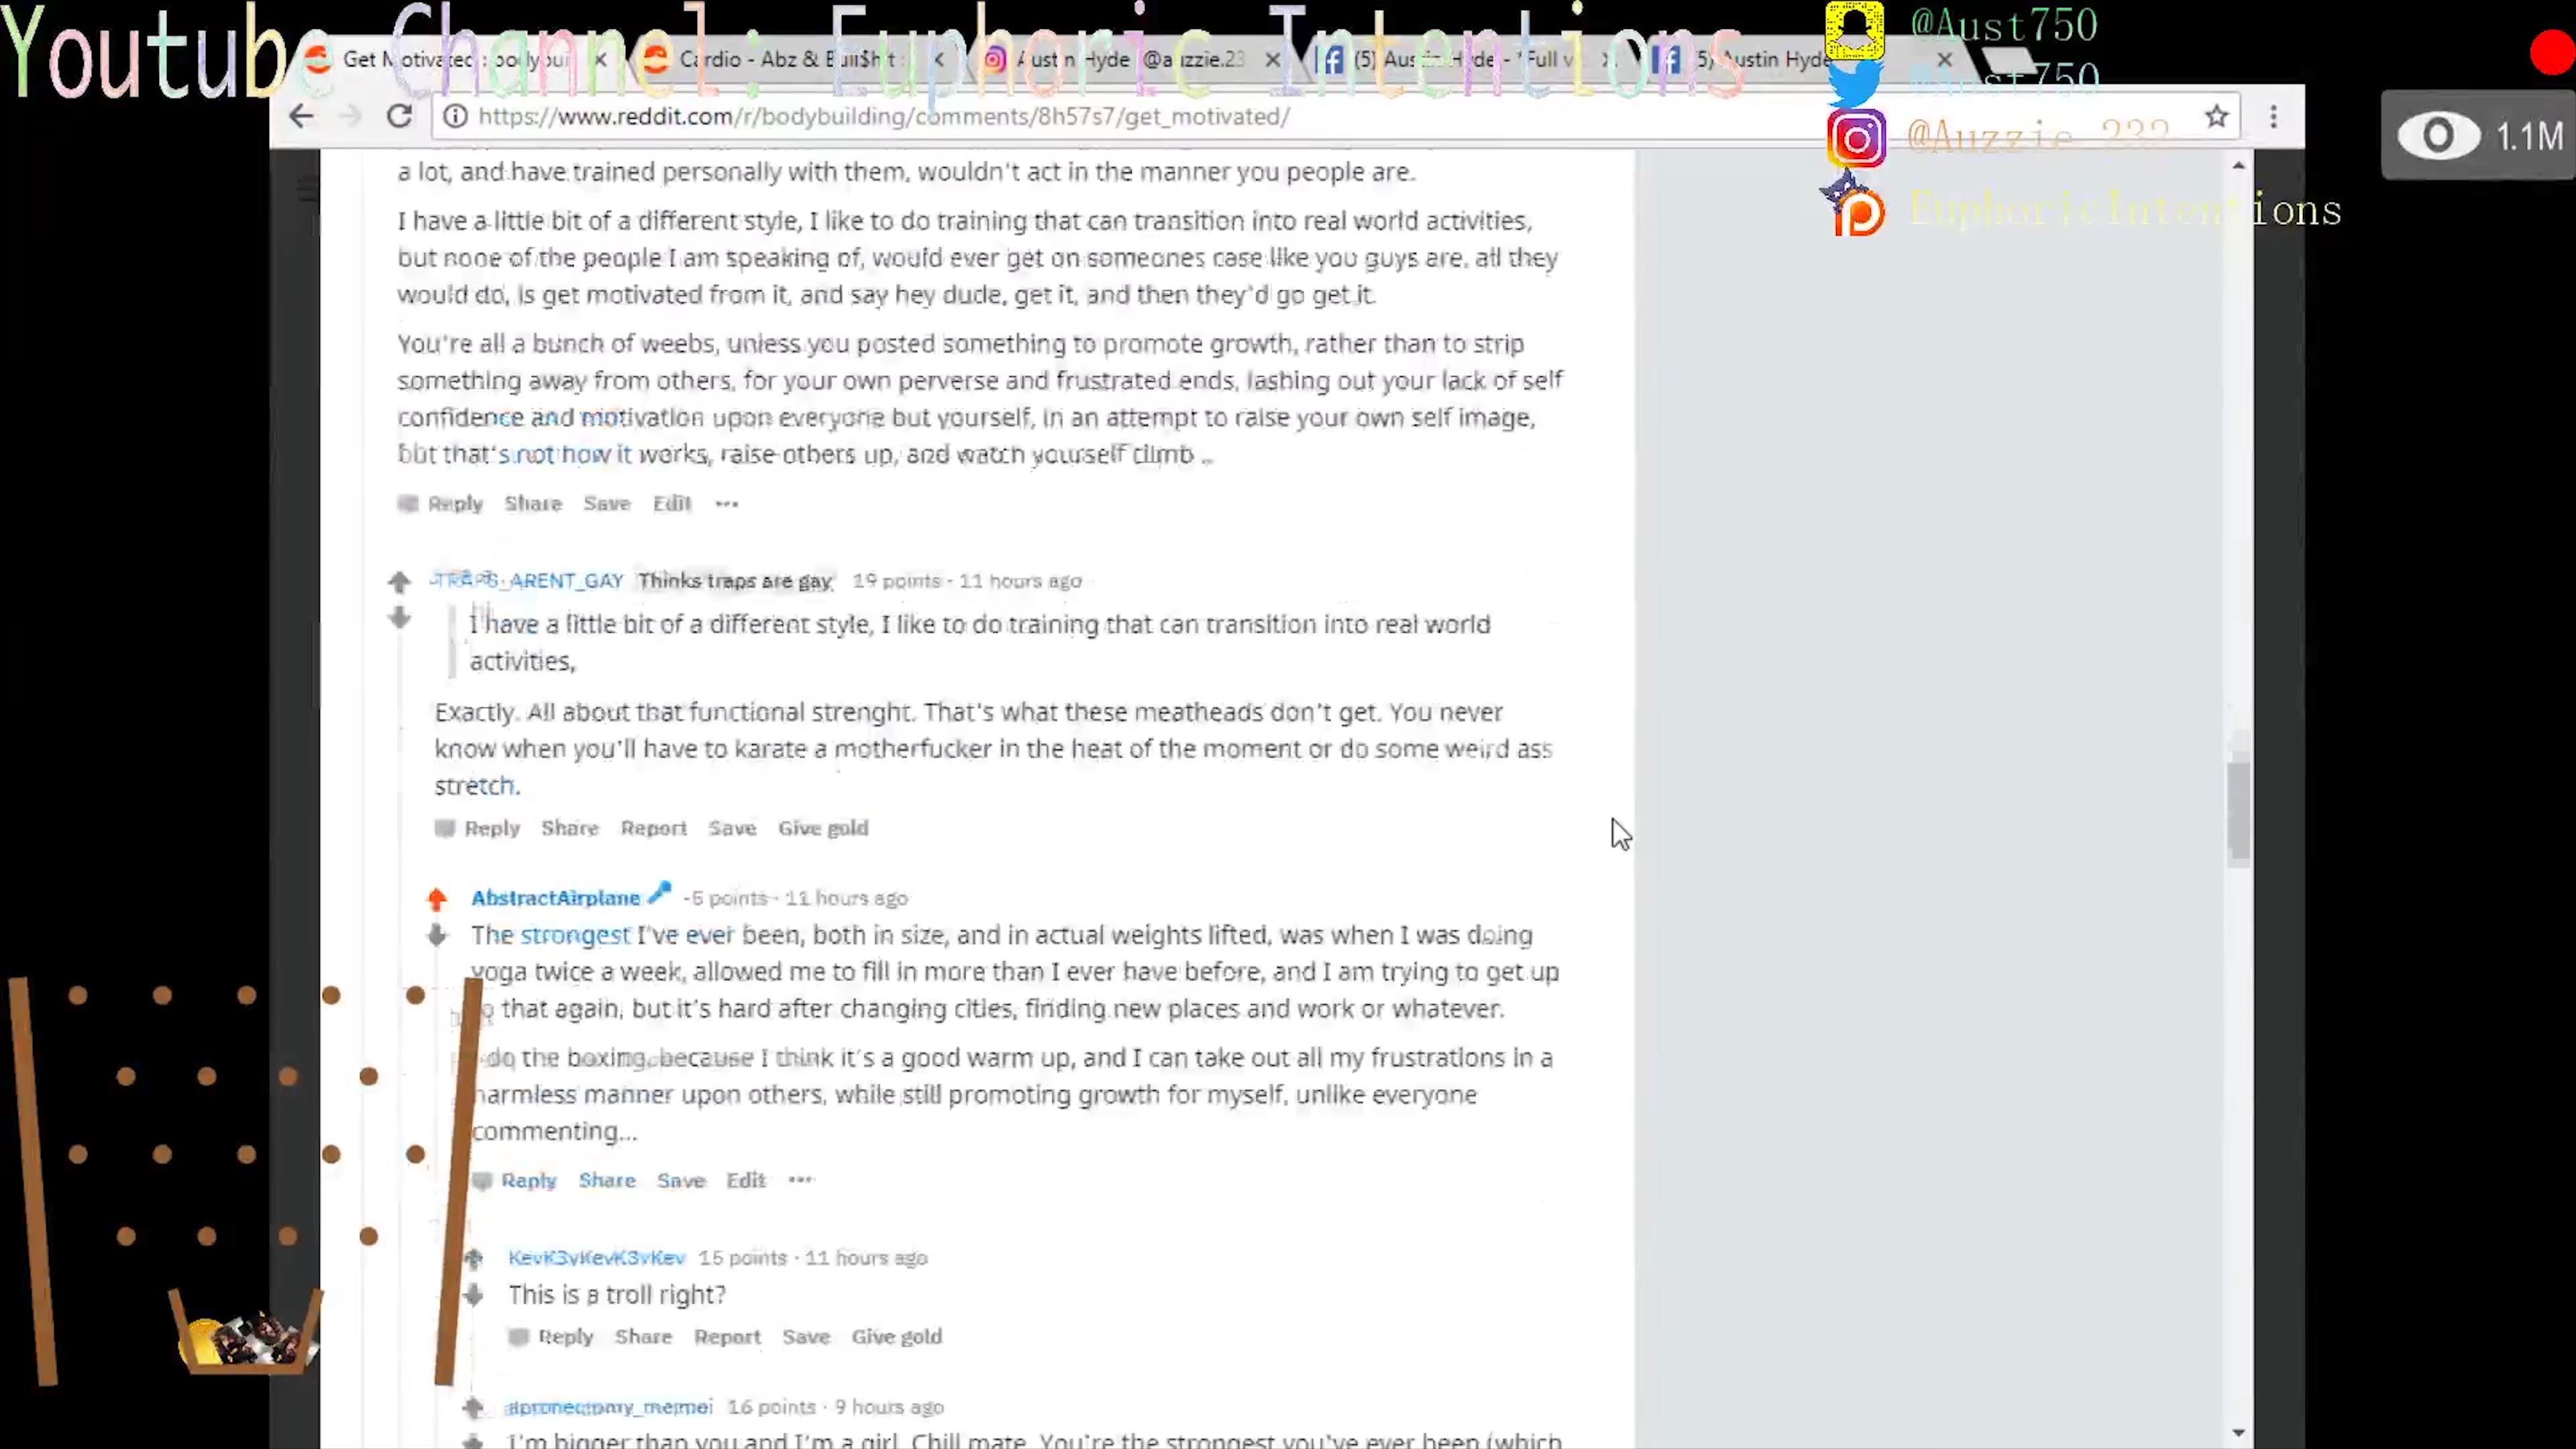 Youtube Channel: Euphoric Intentions
@Aust750
@Aust750
@Auzzie_232
EuphoricIntentions
1.1M
Get Motivated : bodybui
Cardio - Abz & Bull$hit :
Austin Hyde @auzzie.23
(5) Austin Hyde - *Full v
(5) Austin Hyde
https://www.reddit.com/r/bodybuilding/comments/8h57s7/get_motivated/
a lot, and have trained personally with them, wouldn't act in the manner you people are.
I have a little bit of a different style, I like to do training that can transition into real world activities,
but none of the people I am speaking of, would ever get on someones case like you guys are, all they
would do, is get motivated from it, and say hey dude, get it, and then they'd go get it.
You're all a bunch of weebs, unless you posted something to promote growth, rather than to strip
something away from others, for your own perverse and frustrated ends, lashing out your lack of self
confidence and motivation upon everyone but yourself, in an attempt to raise your own self image,
but that's not how it works, raise others up, and watch yourself climb ..
Reply Share Save Edit ...
TRAPS_ARENT_GAY Thinks traps are gay 19 points · 11 hours ago
I have a little bit of a different style, I like to do training that can transition into real world
activities,
Exactly. All about that functional strenght. That's what these meatheads don't get. You never
know when you'll have to karate a motherfucker in the heat of the moment or do some weird ass
stretch.
Reply Share Report Save Give gold
AbstractAirplane -5 points · 11 hours ago
The strongest I've ever been, both in size, and in actual weights lifted, was when I was doing
yoga twice a week, allowed me to fill in more than I ever have before, and I am trying to get up
that again, but it's hard after changing cities, finding new places and work or whatever.
do the boxing, because I think it's a good warm up, and I can take out all my frustrations in a
harmless manner upon others, while still promoting growth for myself, unlike everyone
commenting...
Reply Share Save Edit ...
KevK3vKevK3vKev 15 points · 11 hours ago
This is a troll right?
Reply Share Report Save Give gold
16 points · 9 hours ago
I'm bigger than you and I'm a girl. Chill mate. You're the strongest you've ever been (which